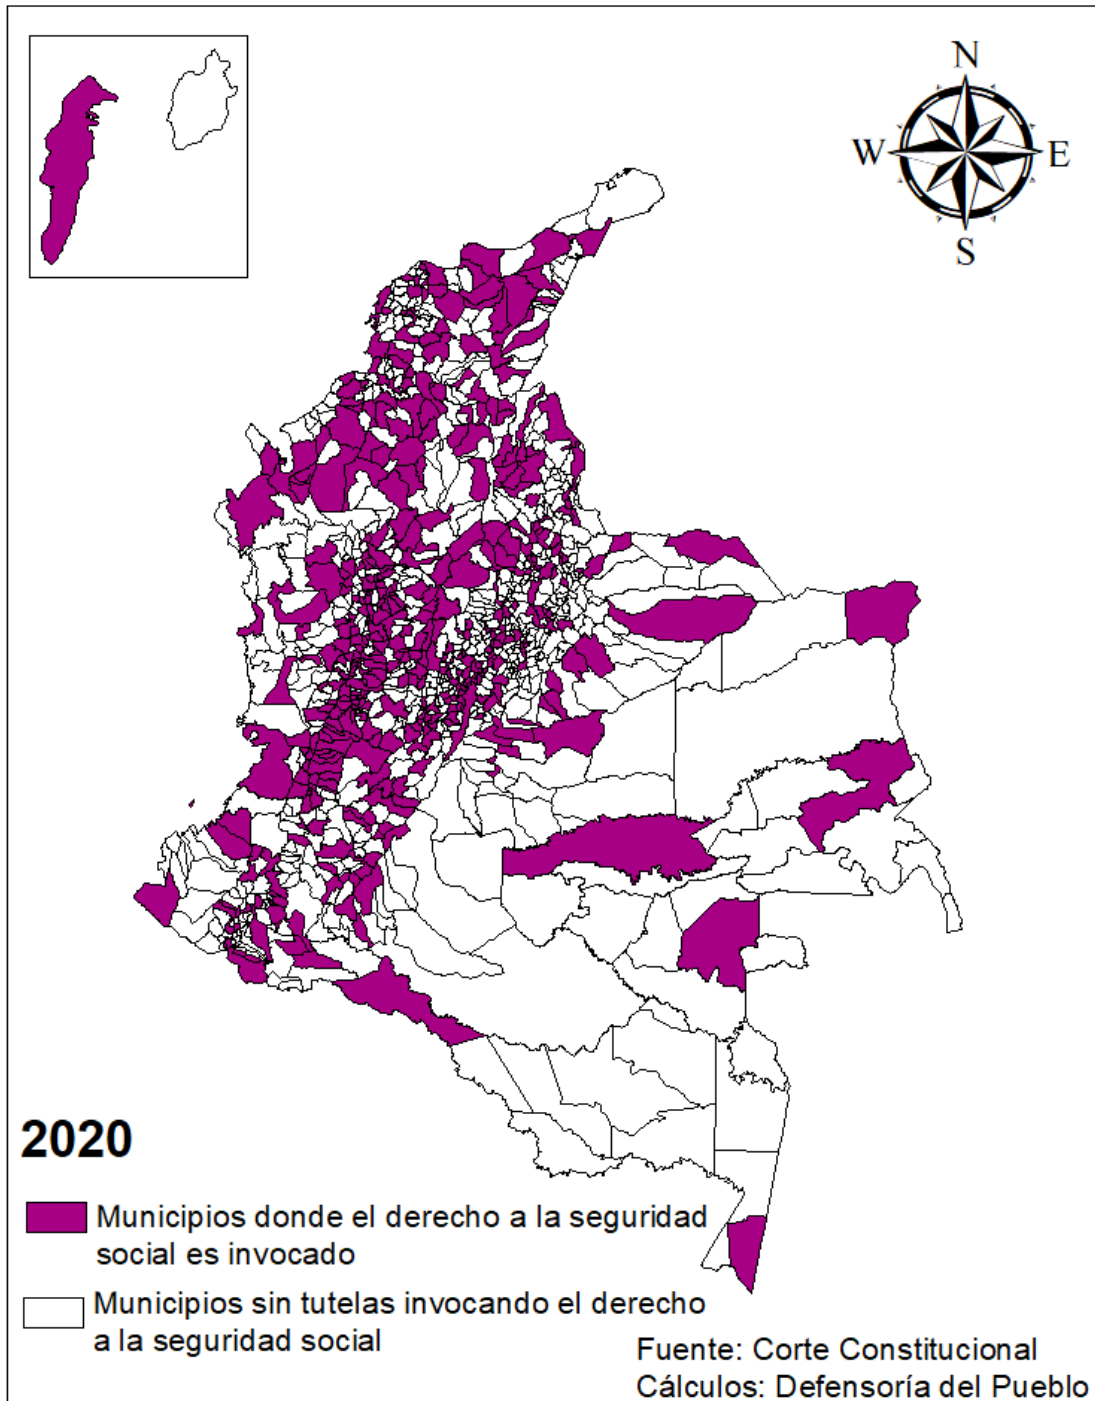 N
W
E
S
2020
Municipios donde el derecho a la seguridad
social es invocado
Municipios sin tutelas invocando el derecho
a la seguridad social
Fuente: Corte Constitucional
Cálculos: Defensoría del Pueblo